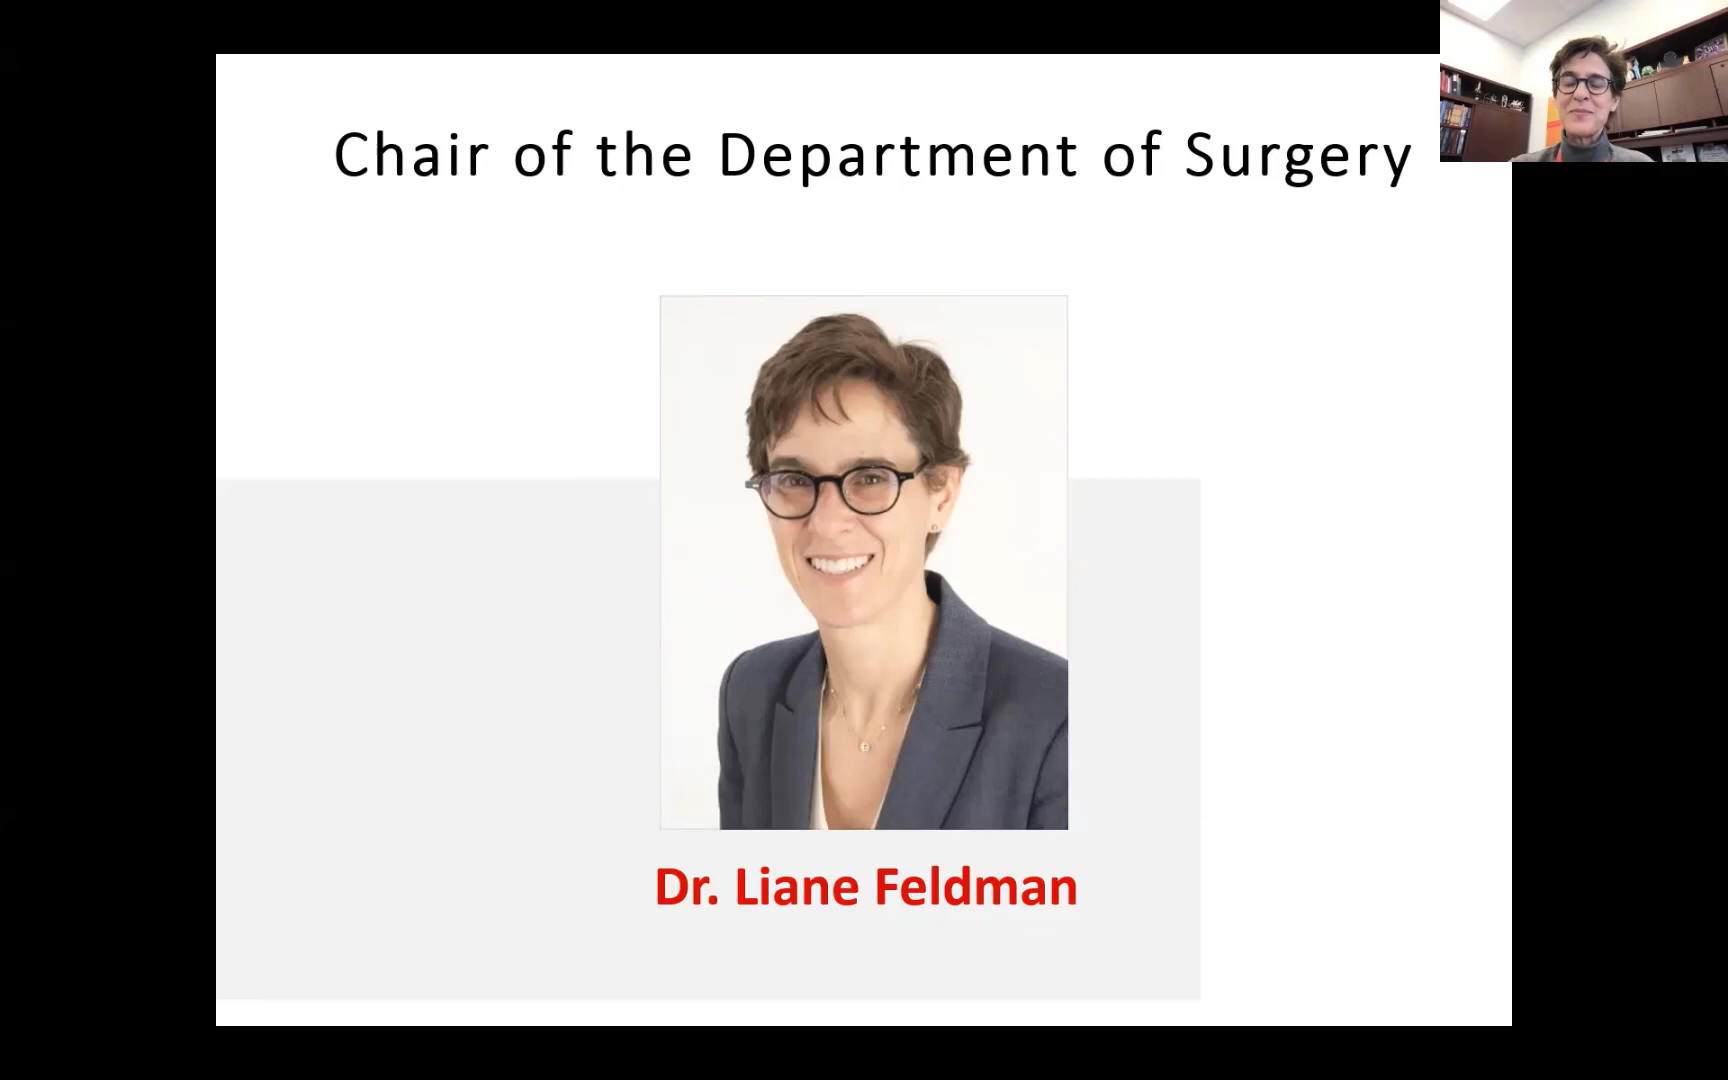 Chair of the Department of Surgery
Dr. Liane Feldman